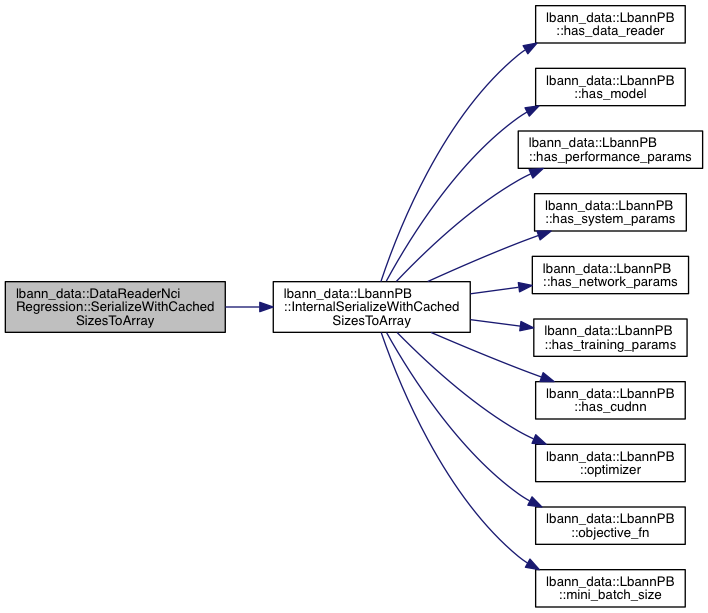 lbann_data::DataReaderNci
Regression::SerializeWithCached
SizesToArray
lbann_data::LbannPB
::InternalSerializeWithCached
SizesToArray
lbann_data::LbannPB
::has_data_reader
lbann_data::LbannPB
::has_model
lbann_data::LbannPB
::has_performance_params
lbann_data::LbannPB
::has_system_params
lbann_data::LbannPB
::has_network_params
lbann_data::LbannPB
::has_training_params
lbann_data::LbannPB
::has_cudnn
lbann_data::LbannPB
::optimizer
lbann_data::LbannPB
::objective_fn
lbann_data::LbannPB
::mini_batch_size